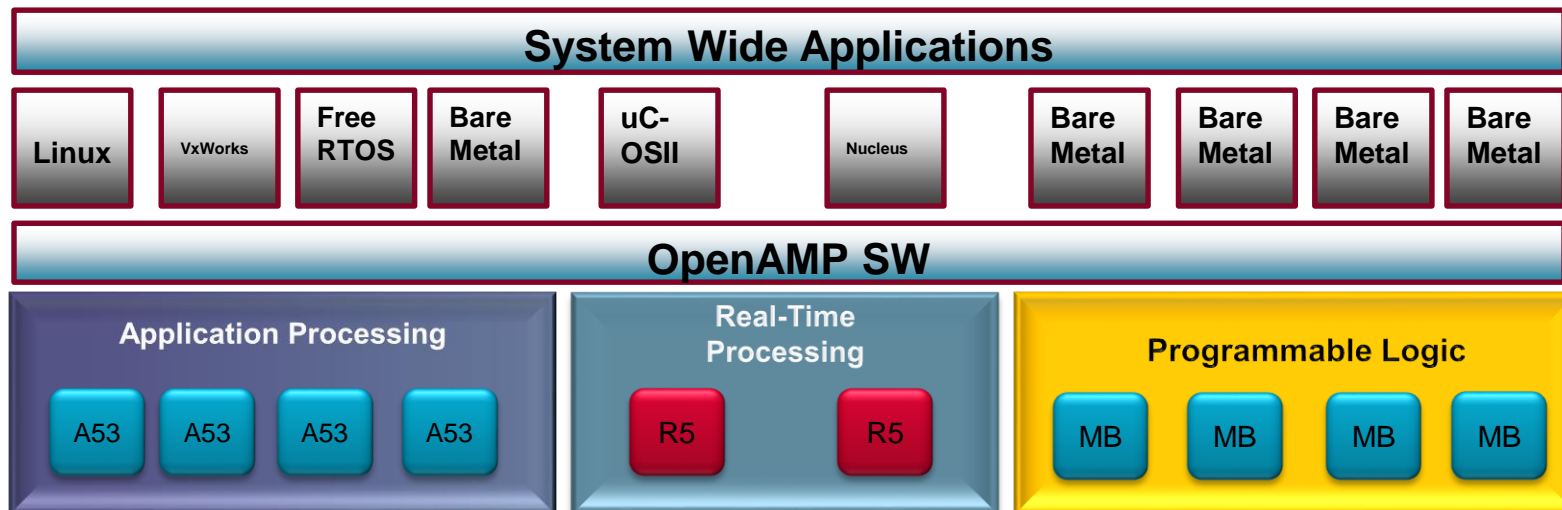 System Wide Applications
Linux
VxWorks
Free
RTOS
Bare
Metal
uC-
OSII
Nucleus
Bare
Metal
Bare
Metal
Bare
Metal
Bare
Metal
OpenAMP SW
Application Processing
A53
A53
A53
A53
Real-Time
Processing
R5
R5
Programmable Logic
MB
MB
MB
MB